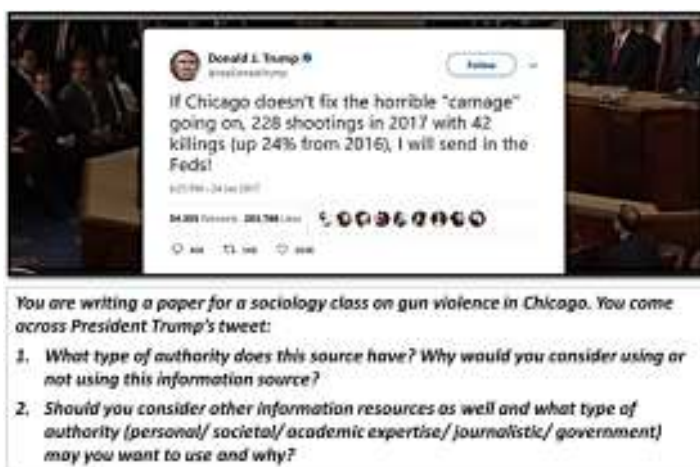 Donald J. Trump
@realDonaldTrump
Follow
If Chicago doesn't fix the horrible "carnage"
going on, 228 shootings in 2017 with 42
killings (up 24% from 2016), I will send in the
Feds!
24 Jan 2017
You are writing a paper for a sociology class on gun violence in Chicago. You come
across President Trump's tweet:
1. What type of authority does this source have? Why would you consider using or
not using this information source?
2. Should you consider other information resources as well and what type of
authority (personal/ societal/ academic expertise/ journalistic/ government)
may you want to use and why?